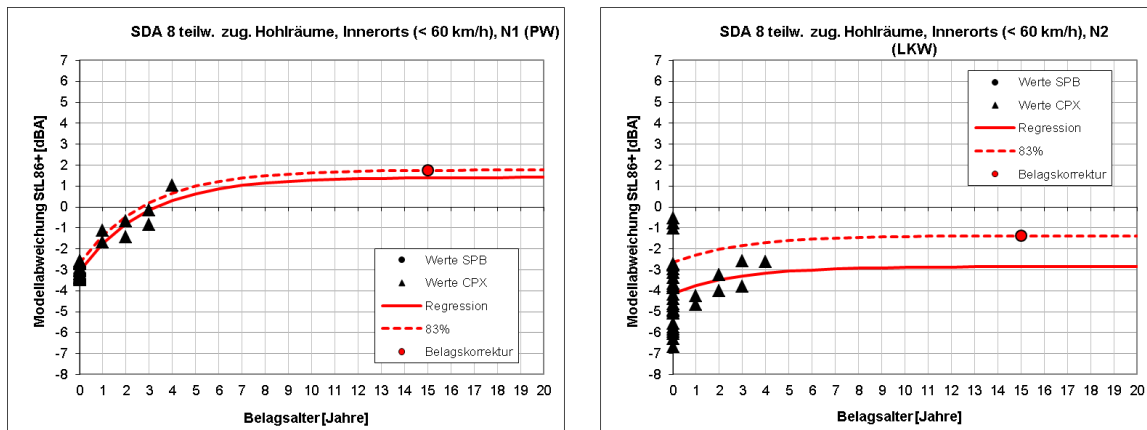 SDA 8 teilw. zug. Hohlräume, Innerorts (< 60 km/h), N1 (PW)
7
6
5
4
3
2
1
0
-1
-2
-3
-4
-5
-6
-7
-8
Modellabweichung StL86+ [dBA]
Werte SPB
Werte CPX
Regression
83%
Belagskorrektur
0 1 2 3 4 5 6 7 8 9 10 11 12 13 14 15 16 17 18 19 20
Belagsalter [Jahre]
SDA 8 teilw. zug. Hohlräume, Innerorts (< 60 km/h), N2
(LKW)
7
6
5
4
3
2
1
0
-1
-2
-3
-4
-5
-6
-7
-8
Modellabweichung StL86+ [dBA]
Werte SPB
Werte CPX
Regression
83%
Belagskorrektur
0 1 2 3 4 5 6 7 8 9 10 11 12 13 14 15 16 17 18 19 20
Belagsalter [Jahre]